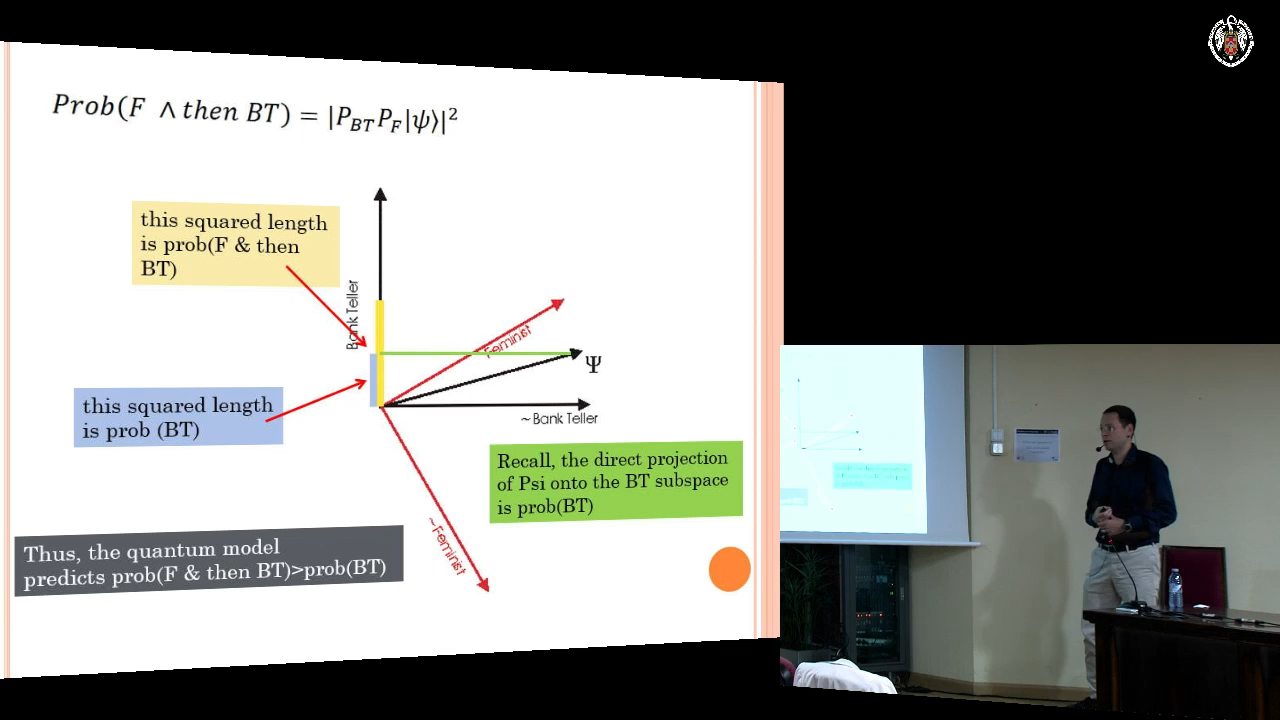 Prob(F ∧ then BT) = |P_BT P_F|ψ⟩|²
this squared length
is prob(F & then
BT)
Bank Teller
Feminist
Ψ
~ Bank Teller
this squared length
is prob (BT)
Recall, the direct projection
of Psi onto the BT subspace
is prob(BT)
~Feminist
Thus, the quantum model
predicts prob(F & then BT)>prob(BT)